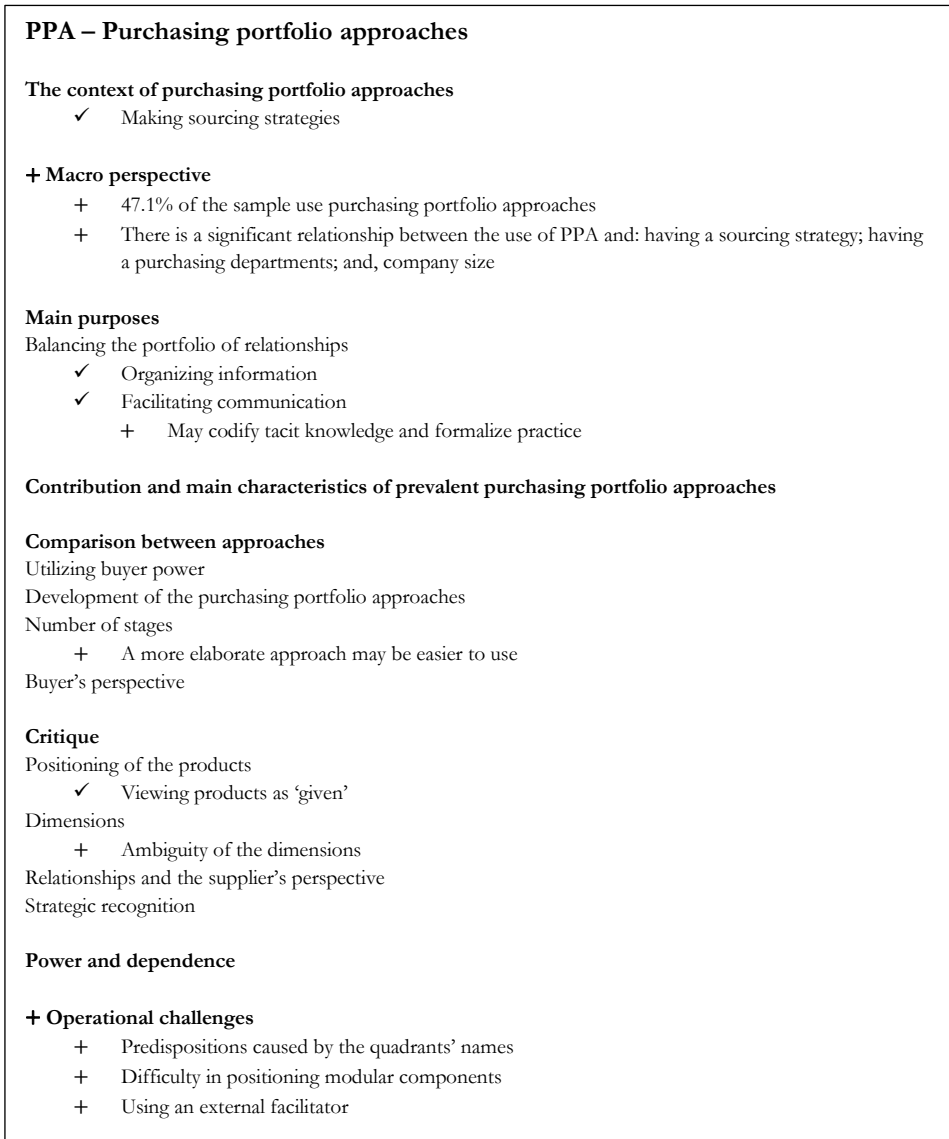 PPA – Purchasing portfolio approaches
The context of purchasing portfolio approaches
✓ Making sourcing strategies
+ Macro perspective
+ 47.1% of the sample use purchasing portfolio approaches
+ There is a significant relationship between the use of PPA and: having a sourcing strategy; having
a purchasing departments; and, company size
Main purposes
Balancing the portfolio of relationships
✓ Organizing information
✓ Facilitating communication
+ May codify tacit knowledge and formalize practice
Contribution and main characteristics of prevalent purchasing portfolio approaches
Comparison between approaches
Utilizing buyer power
Development of the purchasing portfolio approaches
Number of stages
+ A more elaborate approach may be easier to use
Buyer’s perspective
Critique
Positioning of the products
✓ Viewing products as ‘given’
Dimensions
+ Ambiguity of the dimensions
Relationships and the supplier’s perspective
Strategic recognition
Power and dependence
+ Operational challenges
+ Predispositions caused by the quadrants’ names
+ Difficulty in positioning modular components
+ Using an external facilitator